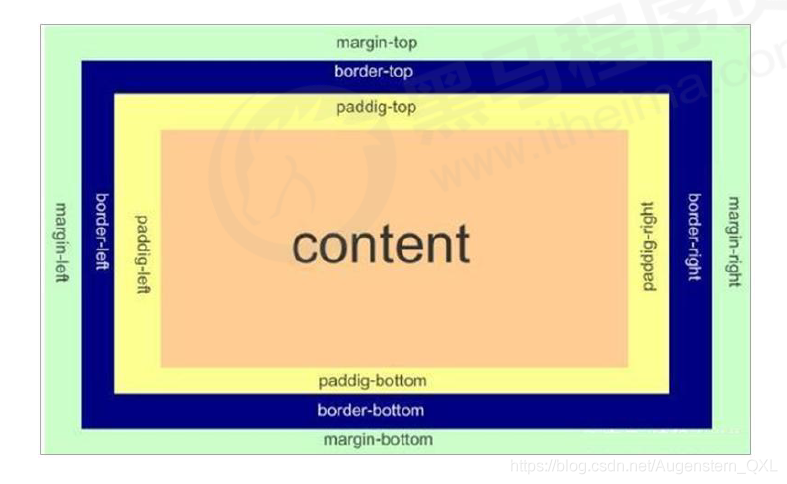 margin-top
border-top
paddig-top
margin-left
border-left
paddig-left
content
paddig-right
border-right
margin-right
paddig-bottom
border-bottom
margin-bottom
黑马程序员
www.itheima.com
https://blog.csdn.net/Augenstern_QXL